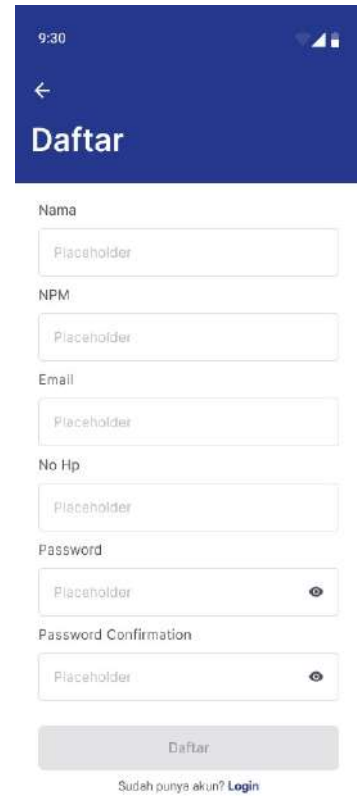 9:30
Daftar
Nama
Placeholder
NPM
Placeholder
Email
Placeholder
No Hp
Placeholder
Password
Placeholder
Password Confirmation
Placeholder
Daftar
Sudah punya akun? Login